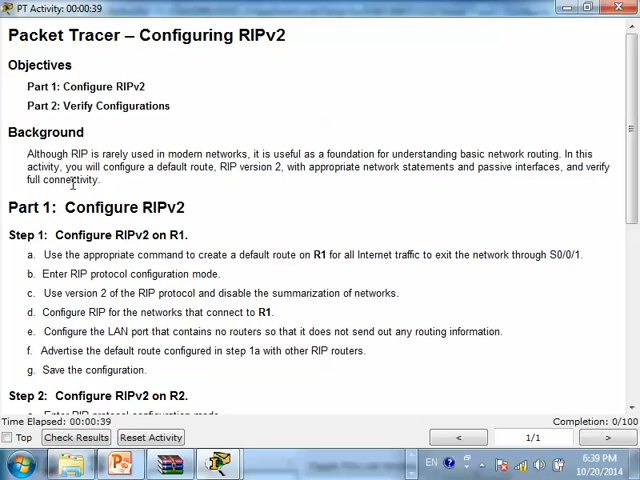 PT Activity: 00:00:39
Packet Tracer – Configuring RIPv2
Objectives
Part 1: Configure RIPv2
Part 2: Verify Configurations
Background
Although RIP is rarely used in modern networks, it is useful as a foundation for understanding basic network routing. In this
activity, you will configure a default route, RIP version 2, with appropriate network statements and passive interfaces, and verify
full connectivity.
Part 1: Configure RIPv2
Step 1: Configure RIPv2 on R1.
a. Use the appropriate command to create a default route on R1 for all Internet traffic to exit the network through S0/0/1.
b. Enter RIP protocol configuration mode.
c. Use version 2 of the RIP protocol and disable the summarization of networks.
d. Configure RIP for the networks that connect to R1.
e. Configure the LAN port that contains no routers so that it does not send out any routing information.
f. Advertise the default route configured in step 1a with other RIP routers.
g. Save the configuration.
Step 2: Configure RIPv2 on R2.
a. Enter RIP protocol configuration mode.
Time Elapsed: 00:00:39
Completion: 0/100
Top
Check Results
Reset Activity
<
1/1
>
EN
6:39 PM
10/20/2014